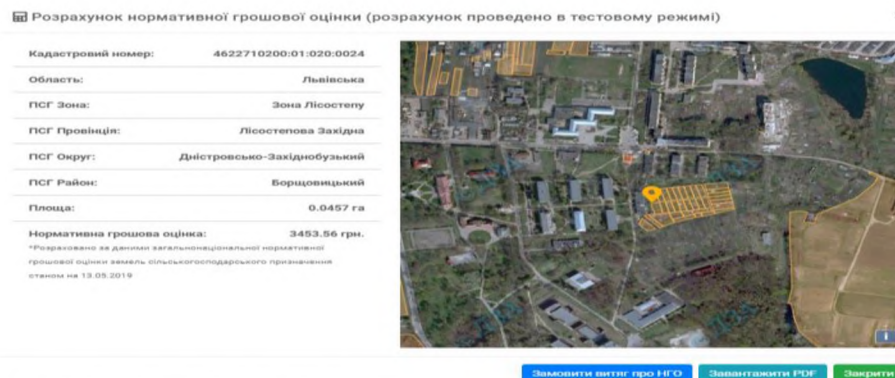 Розрахунок нормативної грошової оцінки (розрахунок проведено в тестовому режимі)
Кадастровий номер: 4622710200:01:020:0024
Область: Львівська
ПСГ Зона: Зона Лісостепу
ПСГ Провінція: Лісостепова Західна
ПСГ Округ: Дністровсько-Західнобузький
ПСГ Район: Борщовицький
Площа: 0.0457 га
Нормативна грошова оцінка: 3453.56 грн.
*Розраховано за даними загальнонаціональної нормативної
грошової оцінки земель сільськогосподарського призначення
станом на 13.05.2019
Замовити витяг про НГО Завантажити PDF Закрити